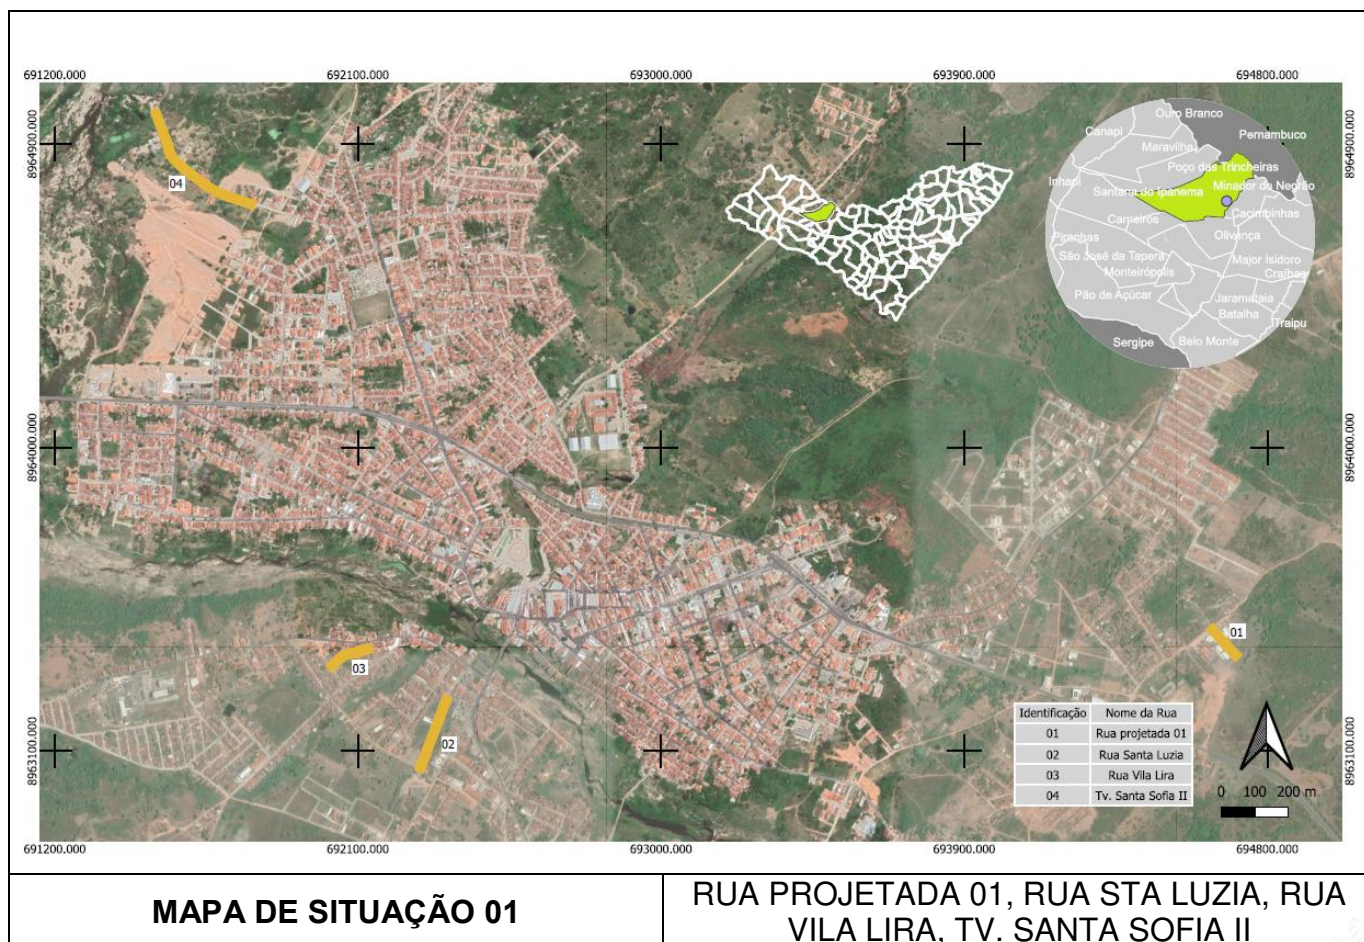 691200.000 692100.000 693000.000 693900.000 694800.000
8964900.000
8964900.000
Ouro Branco
Canapi
Pernambuco
Maravilha
Poço das Trincheiras
Inhapi
Santana do Ipanema
Minador do Negrão
Carneiros
Cacimbinhas
Piranhas
Olivença
São José da Tapera
Major Isidoro
Monteirópolis
Craíbas
Pão de Açúcar
Jaramataia
Batalha
Traipu
Sergipe
Belo Monte
04
8964000.000
8964000.000
01
03
02
8963100.000
8963100.000
Identificação Nome da Rua
01 Rua projetada 01
02 Rua Santa Luzia
03 Rua Vila Lira
04 Tv. Santa Sofia II
0 100 200 m
691200.000 692100.000 693000.000 693900.000 694800.000
MAPA DE SITUAÇÃO 01
RUA PROJETADA 01, RUA STA LUZIA, RUA
VILA LIRA, TV. SANTA SOFIA II